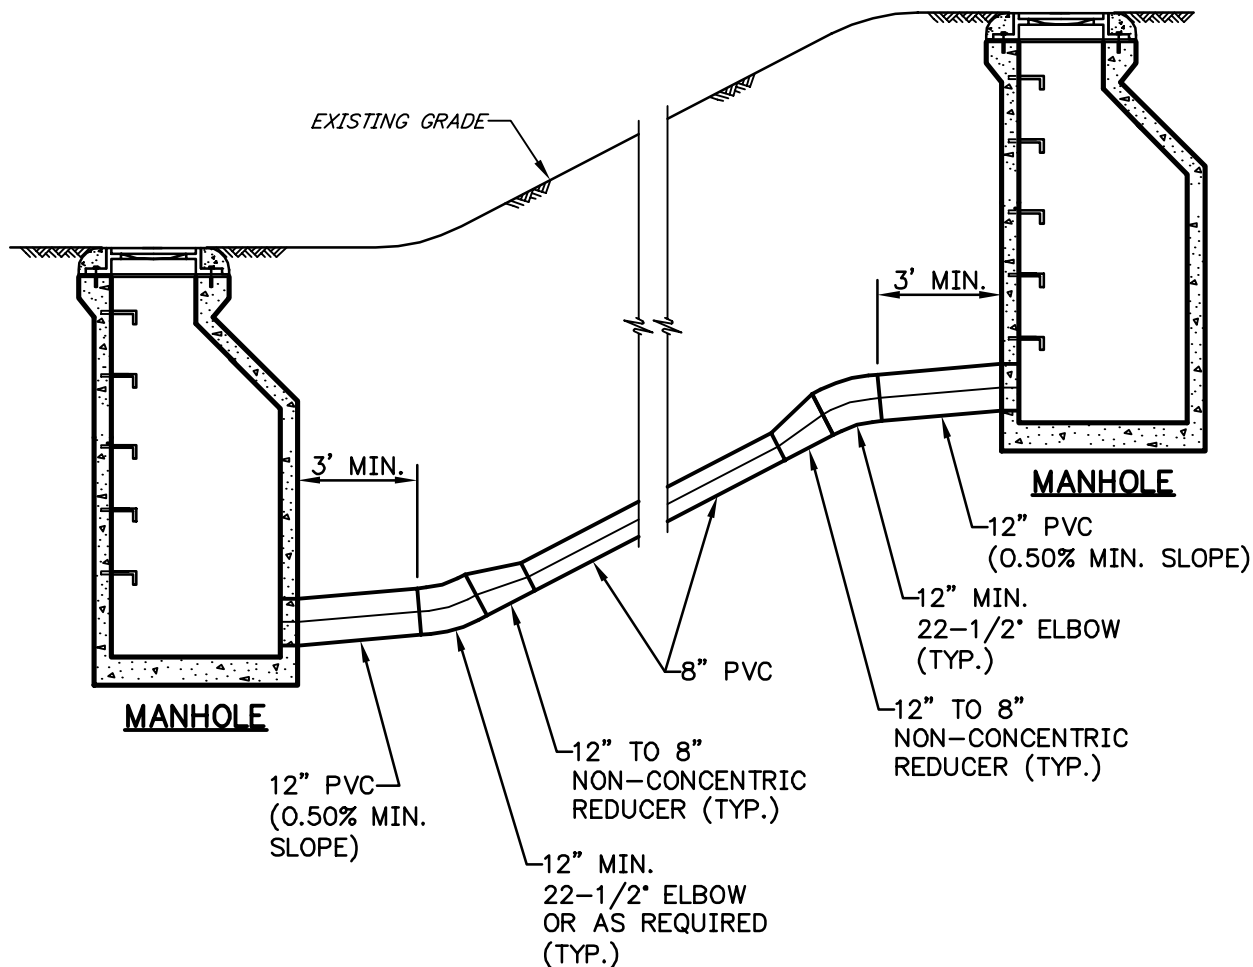 EXISTING GRADE
3' MIN.
3' MIN.
MANHOLE
12” PVC
(0.50% MIN. SLOPE)
12” MIN.
22-1/2° ELBOW
(TYP.)
8” PVC
MANHOLE
12” TO 8”
NON-CONCENTRIC
REDUCER (TYP.)
12” TO 8”
NON-CONCENTRIC
REDUCER (TYP.)
12” PVC
(0.50% MIN.
SLOPE)
12” MIN.
22-1/2° ELBOW
OR AS REQUIRED
(TYP.)